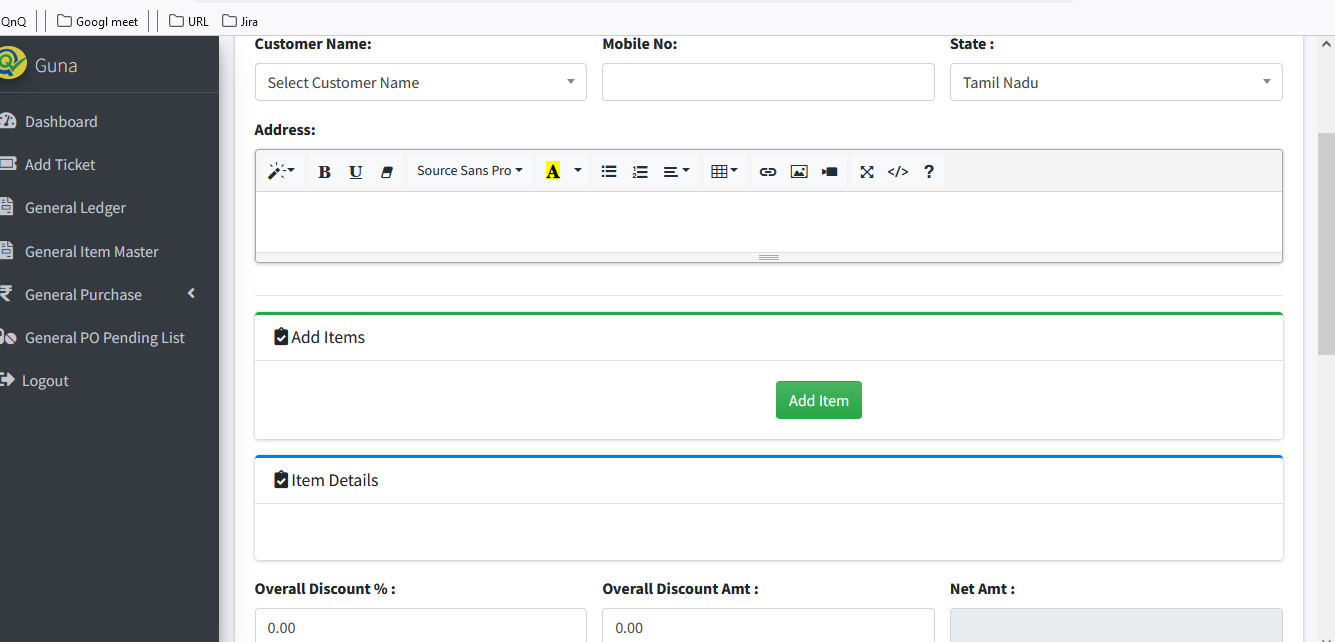 QnQ Googl meet URL Jira
Guna
Dashboard
Add Ticket
General Ledger
General Item Master
General Purchase
General PO Pending List
Logout
Customer Name: Mobile No: State :
Select Customer Name Tamil Nadu
Address:
B U Source Sans Pro A </> ?
Add Items
Add Item
Item Details
Overall Discount % : Overall Discount Amt : Net Amt :
0.00 0.00